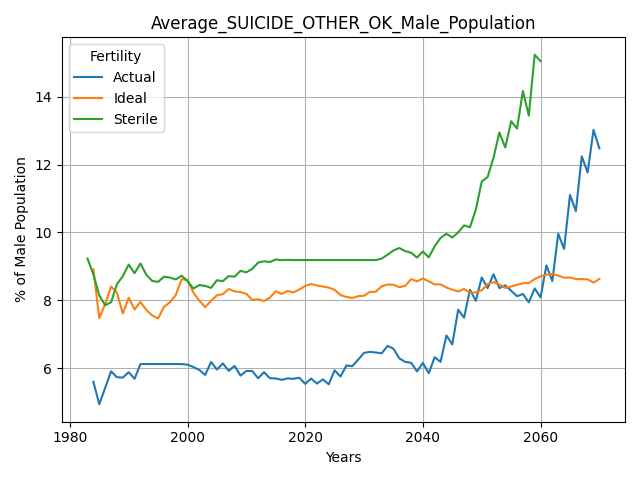 Average_SUICIDE_OTHER_OK_Male_Population
Fertility
Actual
Ideal
Sterile
% of Male Population
14
12
10
8
6
1980
2000
2020
2040
2060
Years